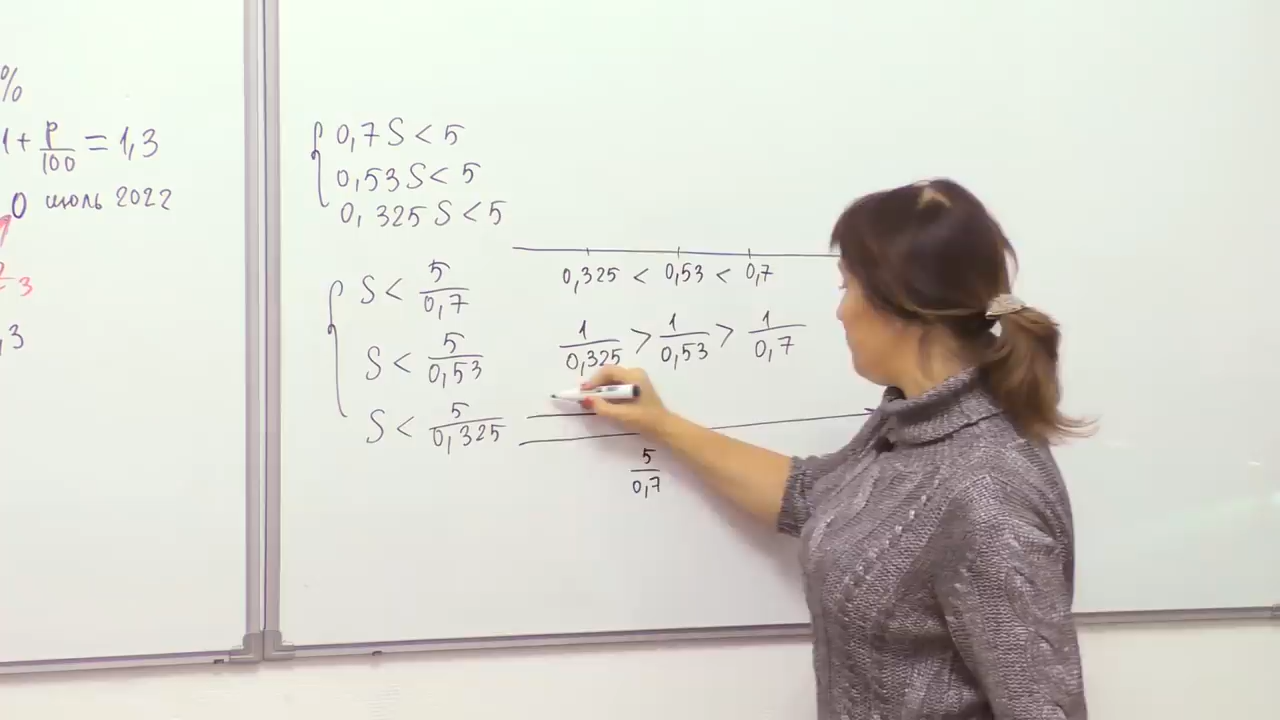 %
1 + p/100 = 1,3
0 июль 2022
3
,3
0,7 S < 5
0,53 S < 5
0,325 S < 5
S < 5/0,7
S < 5/0,53
S < 5/0,325
0,325 < 0,53 < 0,7
1/0,325 > 1/0,53 > 1/0,7
5/0,7